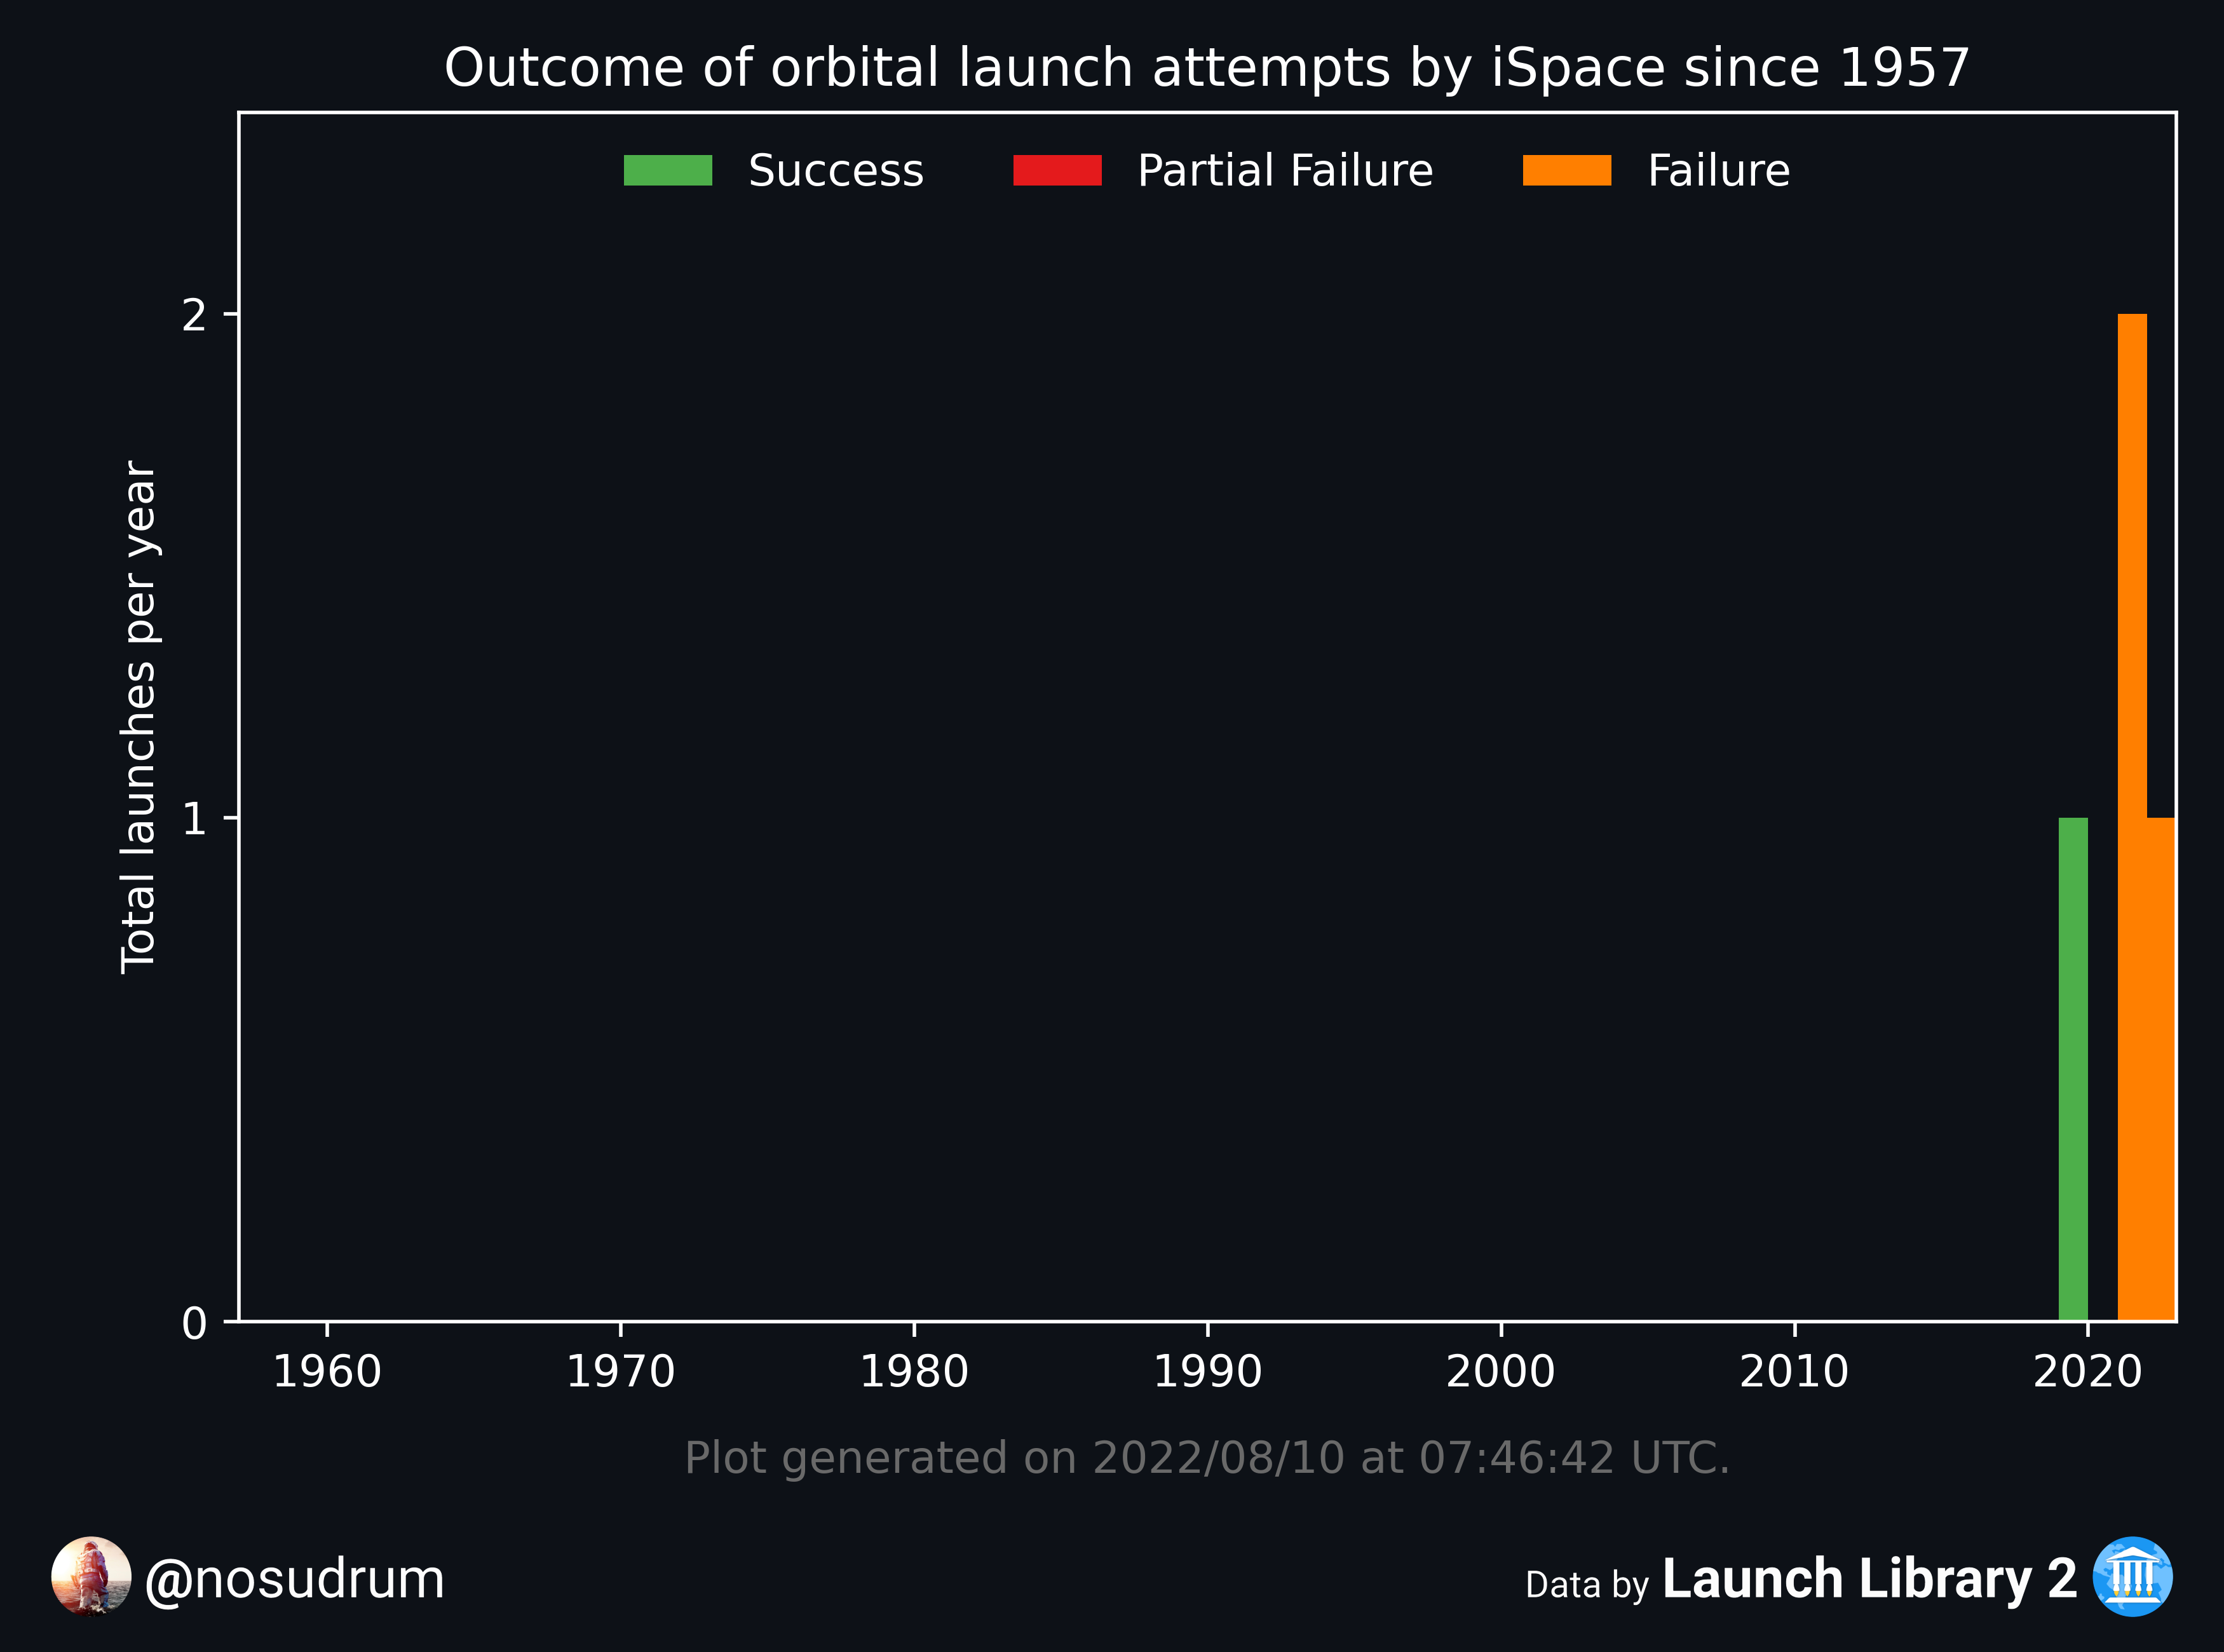 Outcome of orbital launch attempts by iSpace since 1957
Success Partial Failure Failure
Total launches per year
2
1
0
1960 1970 1980 1990 2000 2010 2020
Plot generated on 2022/08/10 at 07:46:42 UTC.
@nosudrum
Data by Launch Library 2